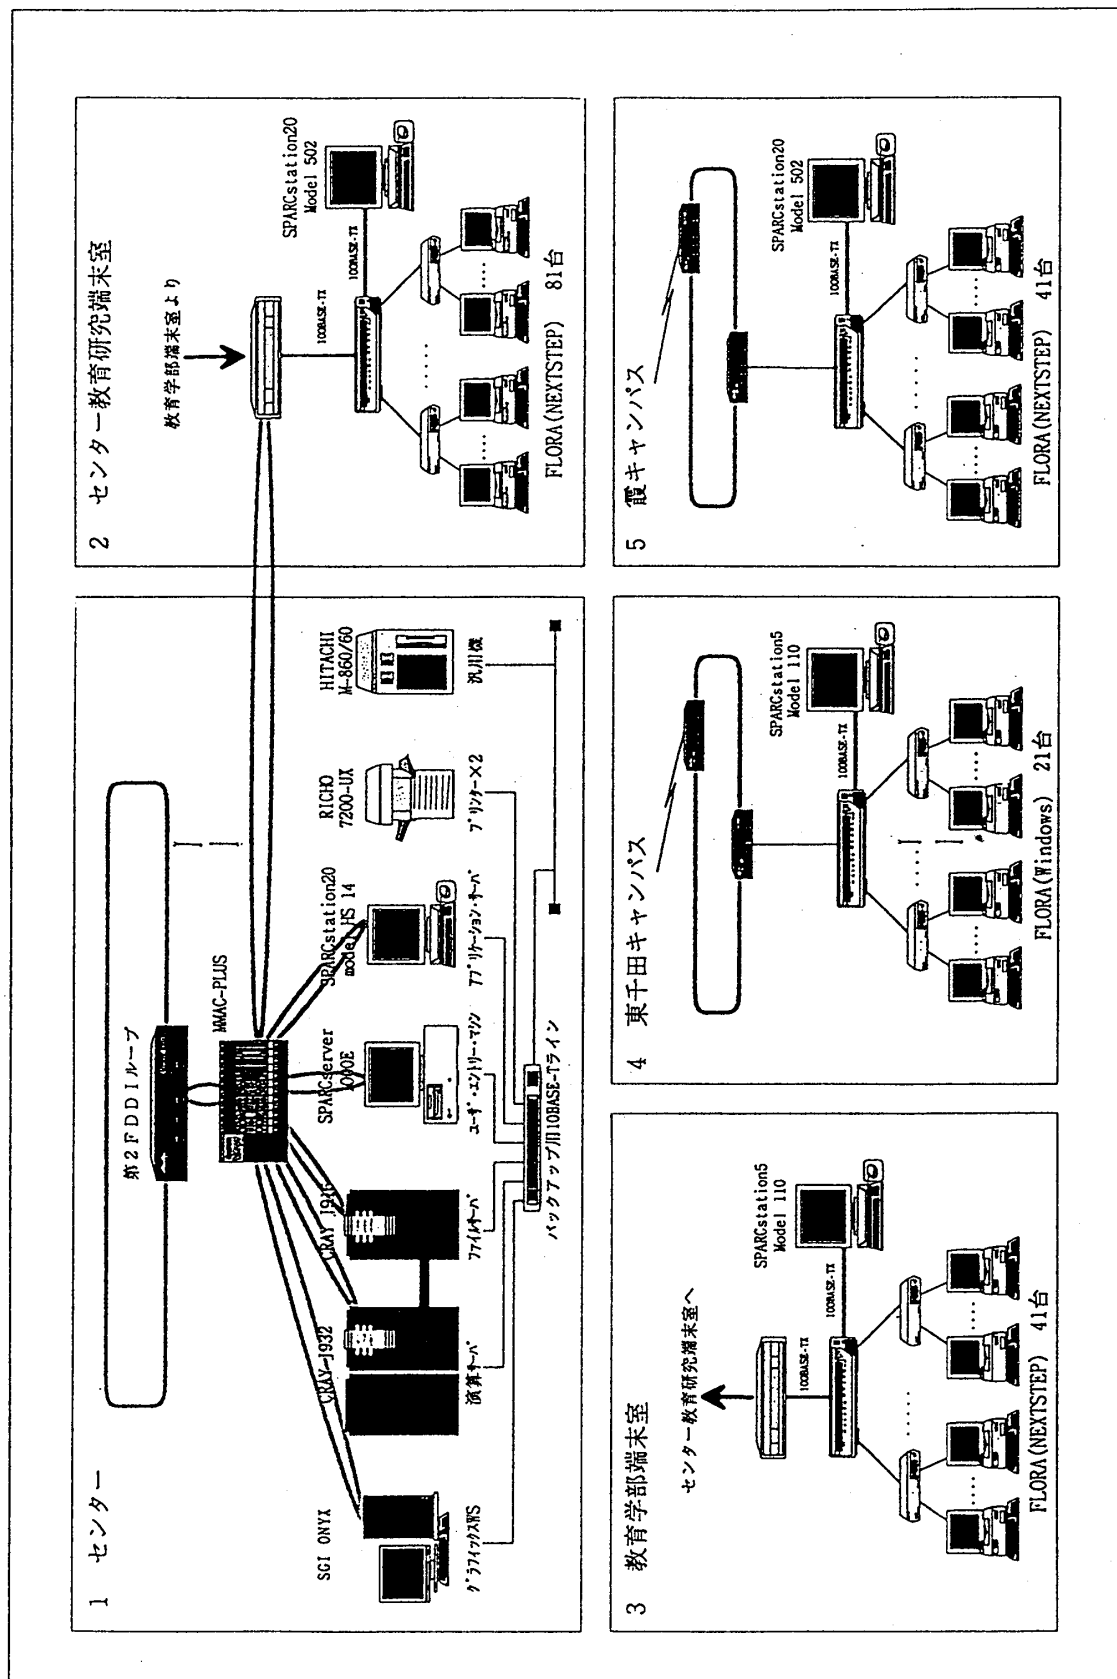 1 センター
第2FDDIループ
MMAC-PLUS
SGI ONYX
グラフィックスWS
CRAY-J932
演算サーバ
CRAY J916
ファイルサーバ
SPARCserver
1000E
ユーザ・エントリー・マシン
SPARCstation20
model HS 14
アプリケーション・サーバ
RICHO
7200-UX
プリンター×2
HITACHI
M-860/60
汎用機
バックアップ用10BASE-Tライン
2 センター教育研究端末室
教育学部端末室より
100BASE-TX
100BASE-TX
SPARCstation20
Model 502
FLORA(NEXTSTEP) 81台
3 教育学部端末室
センター教育研究端末室へ
100BASE-TX
100BASE-TX
SPARCstation5
Model 110
FLORA(NEXTSTEP) 41台
4 東千田キャンパス
100BASE-TX
SPARCstation5
Model 110
FLORA(Windows) 21台
5 霞キャンパス
100BASE-TX
SPARCstation20
Model 502
FLORA(NEXTSTEP) 41台